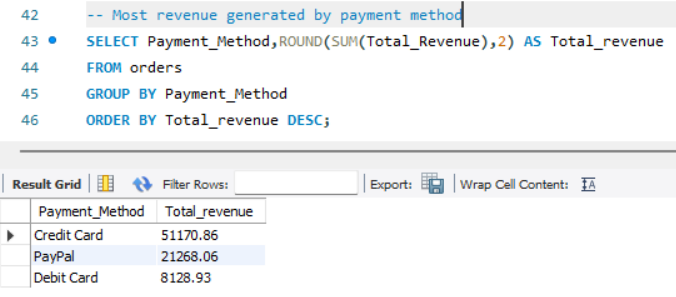 42 -- Most revenue generated by payment method
43 SELECT Payment_Method,ROUND(SUM(Total_Revenue),2) AS Total_revenue
44 FROM orders
45 GROUP BY Payment_Method
46 ORDER BY Total_revenue DESC;
Result Grid Filter Rows: Export: Wrap Cell Content: IA
Payment_Method Total_revenue
Credit Card 51170.86
PayPal 21268.06
Debit Card 8128.93